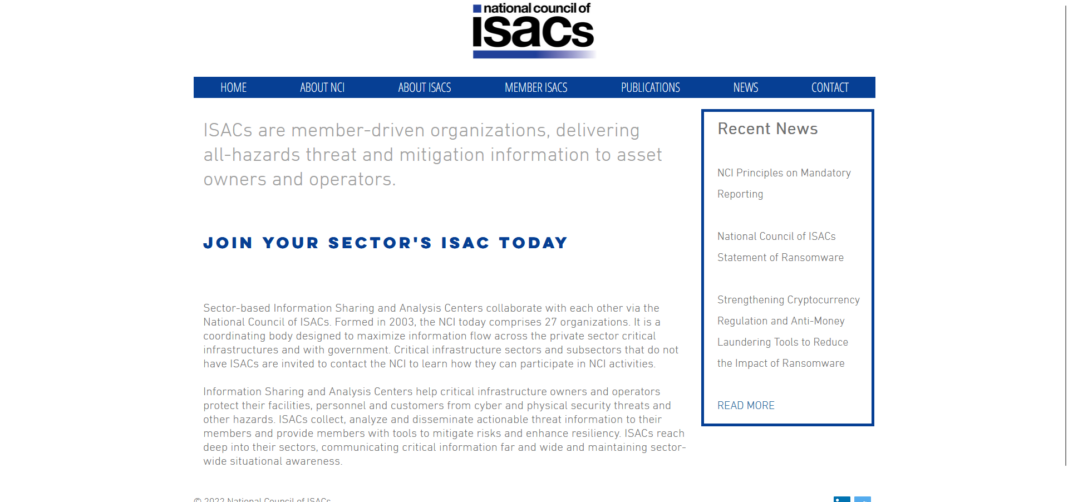 national council of
isacs
HOME
ABOUT NCI
ABOUT ISACS
MEMBER ISACS
PUBLICATIONS
NEWS
CONTACT
ISACs are member-driven organizations, delivering
all-hazards threat and mitigation information to asset
owners and operators.
JOIN YOUR SECTOR'S ISAC TODAY
Sector-based Information Sharing and Analysis Centers collaborate with each other via the
National Council of ISACs. Formed in 2003, the NCI today comprises 27 organizations. It is a
coordinating body designed to maximize information flow across the private sector critical
infrastructures and with government. Critical infrastructure sectors and subsectors that do not
have ISACs are invited to contact the NCI to learn how they can participate in NCI activities.
Information Sharing and Analysis Centers help critical infrastructure owners and operators
protect their facilities, personnel and customers from cyber and physical security threats and
other hazards. ISACs collect, analyze and disseminate actionable threat information to their
members and provide members with tools to mitigate risks and enhance resiliency. ISACs reach
deep into their sectors, communicating critical information far and wide and maintaining sector-
wide situational awareness.
Recent News
NCI Principles on Mandatory
Reporting
National Council of ISACs
Statement of Ransomware
Strengthening Cryptocurrency
Regulation and Anti-Money
Laundering Tools to Reduce
the Impact of Ransomware
READ MORE
© 2022 National Council of ISACs